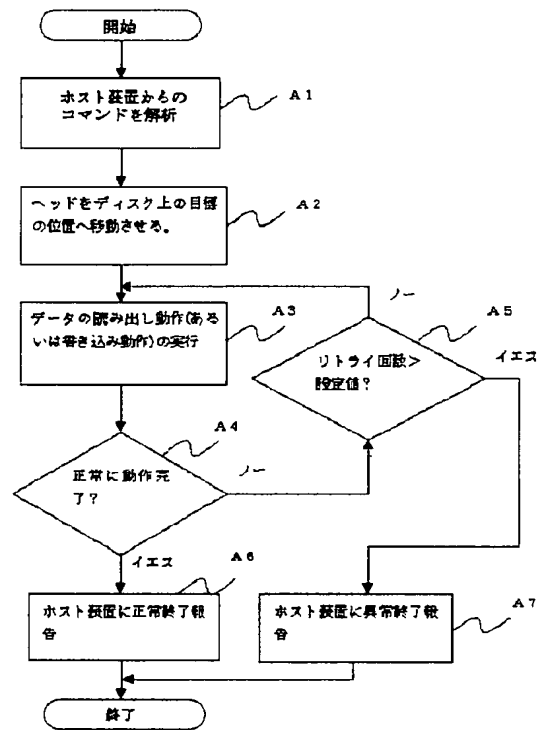 開始
ホスト装置からの
コマンドを解析
A1
ヘッドをディスク上の目標
の位置へ移動させる。
A2
データの読み出し動作(ある
いは書き込み動作)の実行
A3
ノー
A5
リトライ回数>
設定値?
イエス
A4
正常に動作完
了?
ノー
イエス
A6
ホスト装置に正常終了報
告
ホスト装置に異常終了報
告
A7
終了